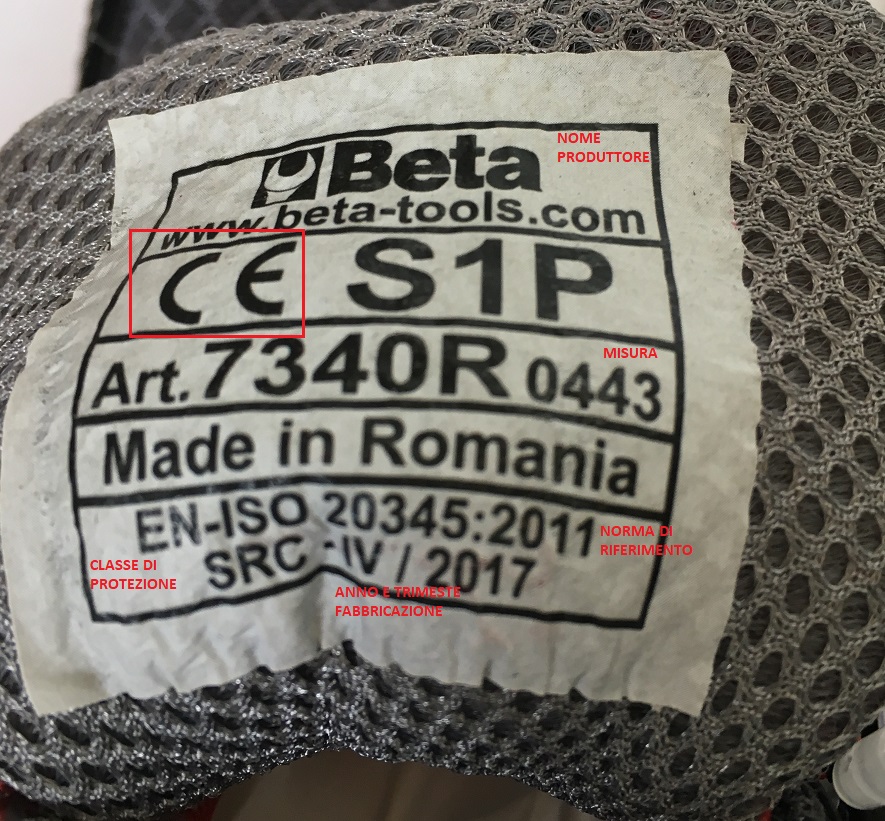 Beta
NOME
PRODUTTORE
www.beta-tools.com
CE S1P
MISURA
Art. 7340R 0443
Made in Romania
EN-ISO 20345:2011
NORMA DI
RIFERIMENTO
SRC - IV / 2017
CLASSE DI
PROTEZIONE
ANNO E TRIMESTE
FABBRICAZIONE